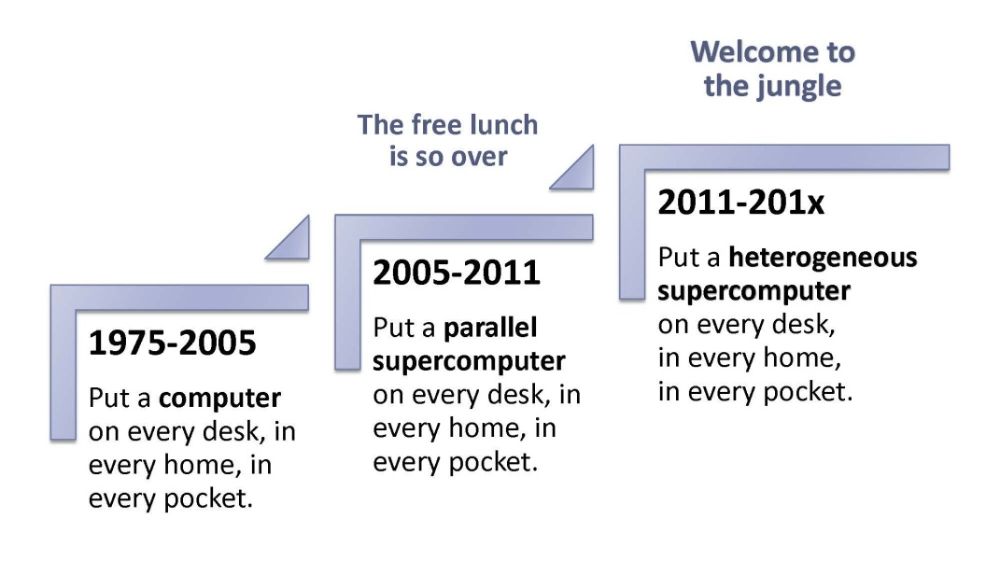 Welcome to
the jungle
The free lunch
is so over
2011-201x
Put a heterogeneous
supercomputer
on every desk,
in every home,
in every pocket.
2005-2011
Put a parallel
supercomputer
on every desk, in
every home, in
every pocket.
1975-2005
Put a computer
on every desk, in
every home, in
every pocket.